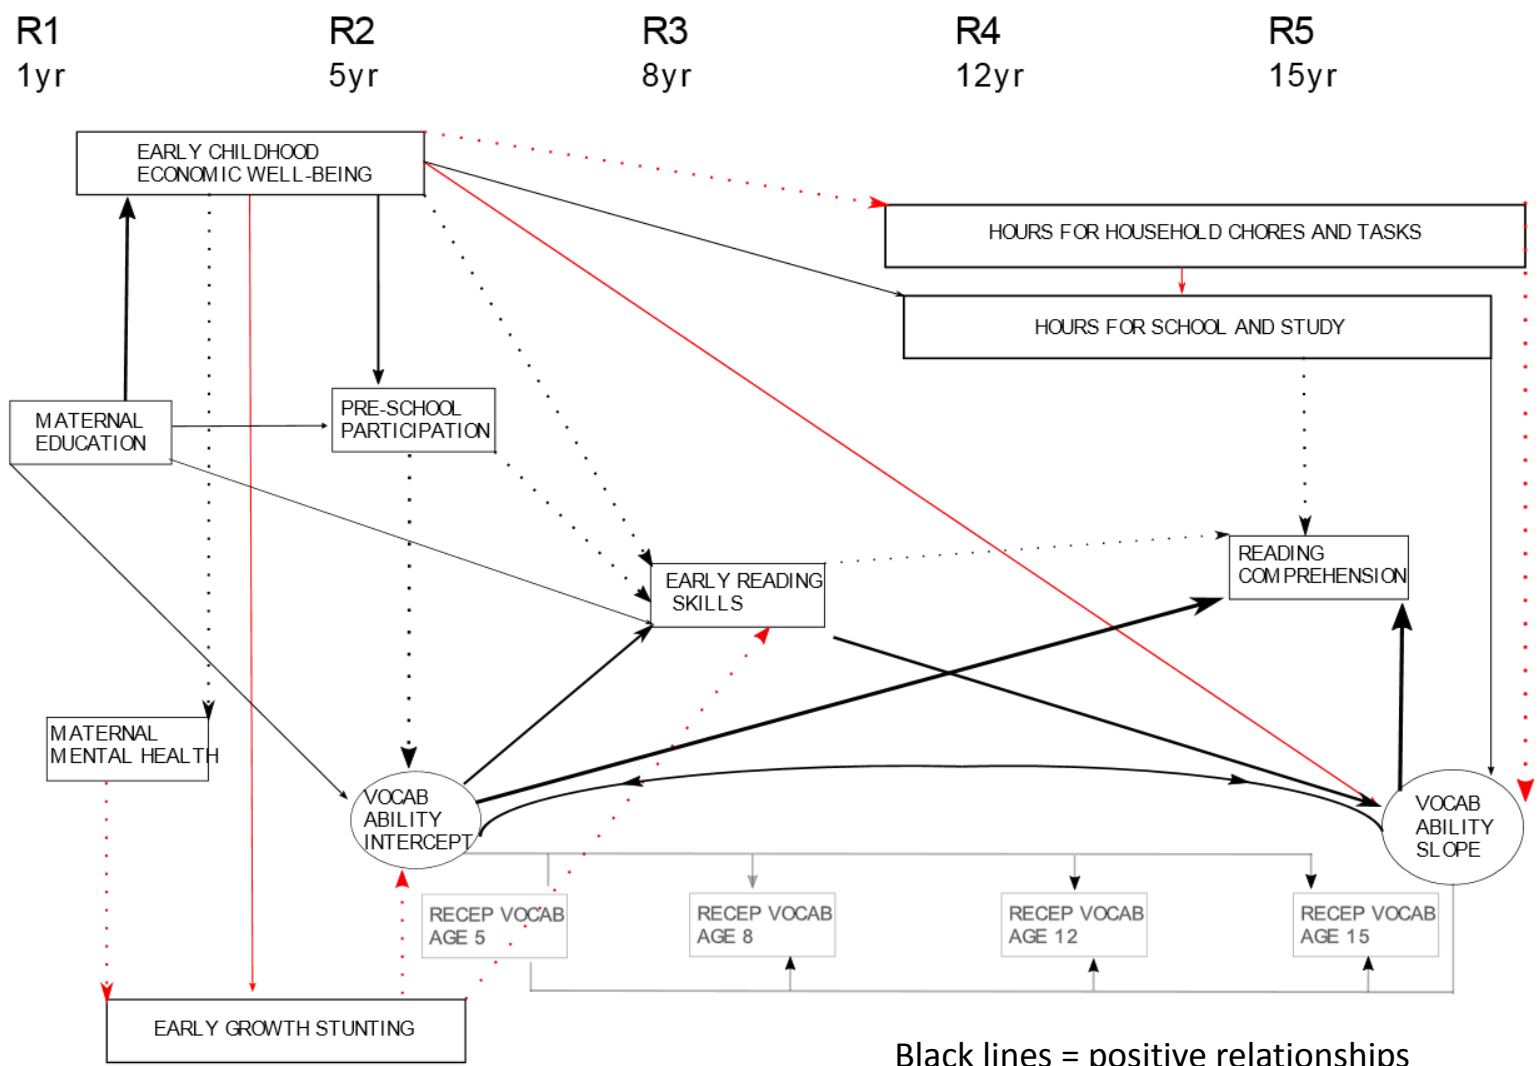 R1
1yr
R2
5yr
R3
8yr
R4
12yr
R5
15yr
EARLY CHILDHOOD
ECONOMIC WELL-BEING
HOURS FOR HOUSEHOLD CHORES AND TASKS
HOURS FOR SCHOOL AND STUDY
MATERNAL
EDUCATION
PRE-SCHOOL
PARTICIPATION
READING
COMPREHENSION
EARLY READING
SKILLS
MATERNAL
MENTAL HEALTH
VOCAB
ABILITY
INTERCEPT
VOCAB
ABILITY
SLOPE
RECEP VOCAB
AGE 5
RECEP VOCAB
AGE 8
RECEP VOCAB
AGE 12
RECEP VOCAB
AGE 15
EARLY GROWTH STUNTING
Black lines = positive relationships